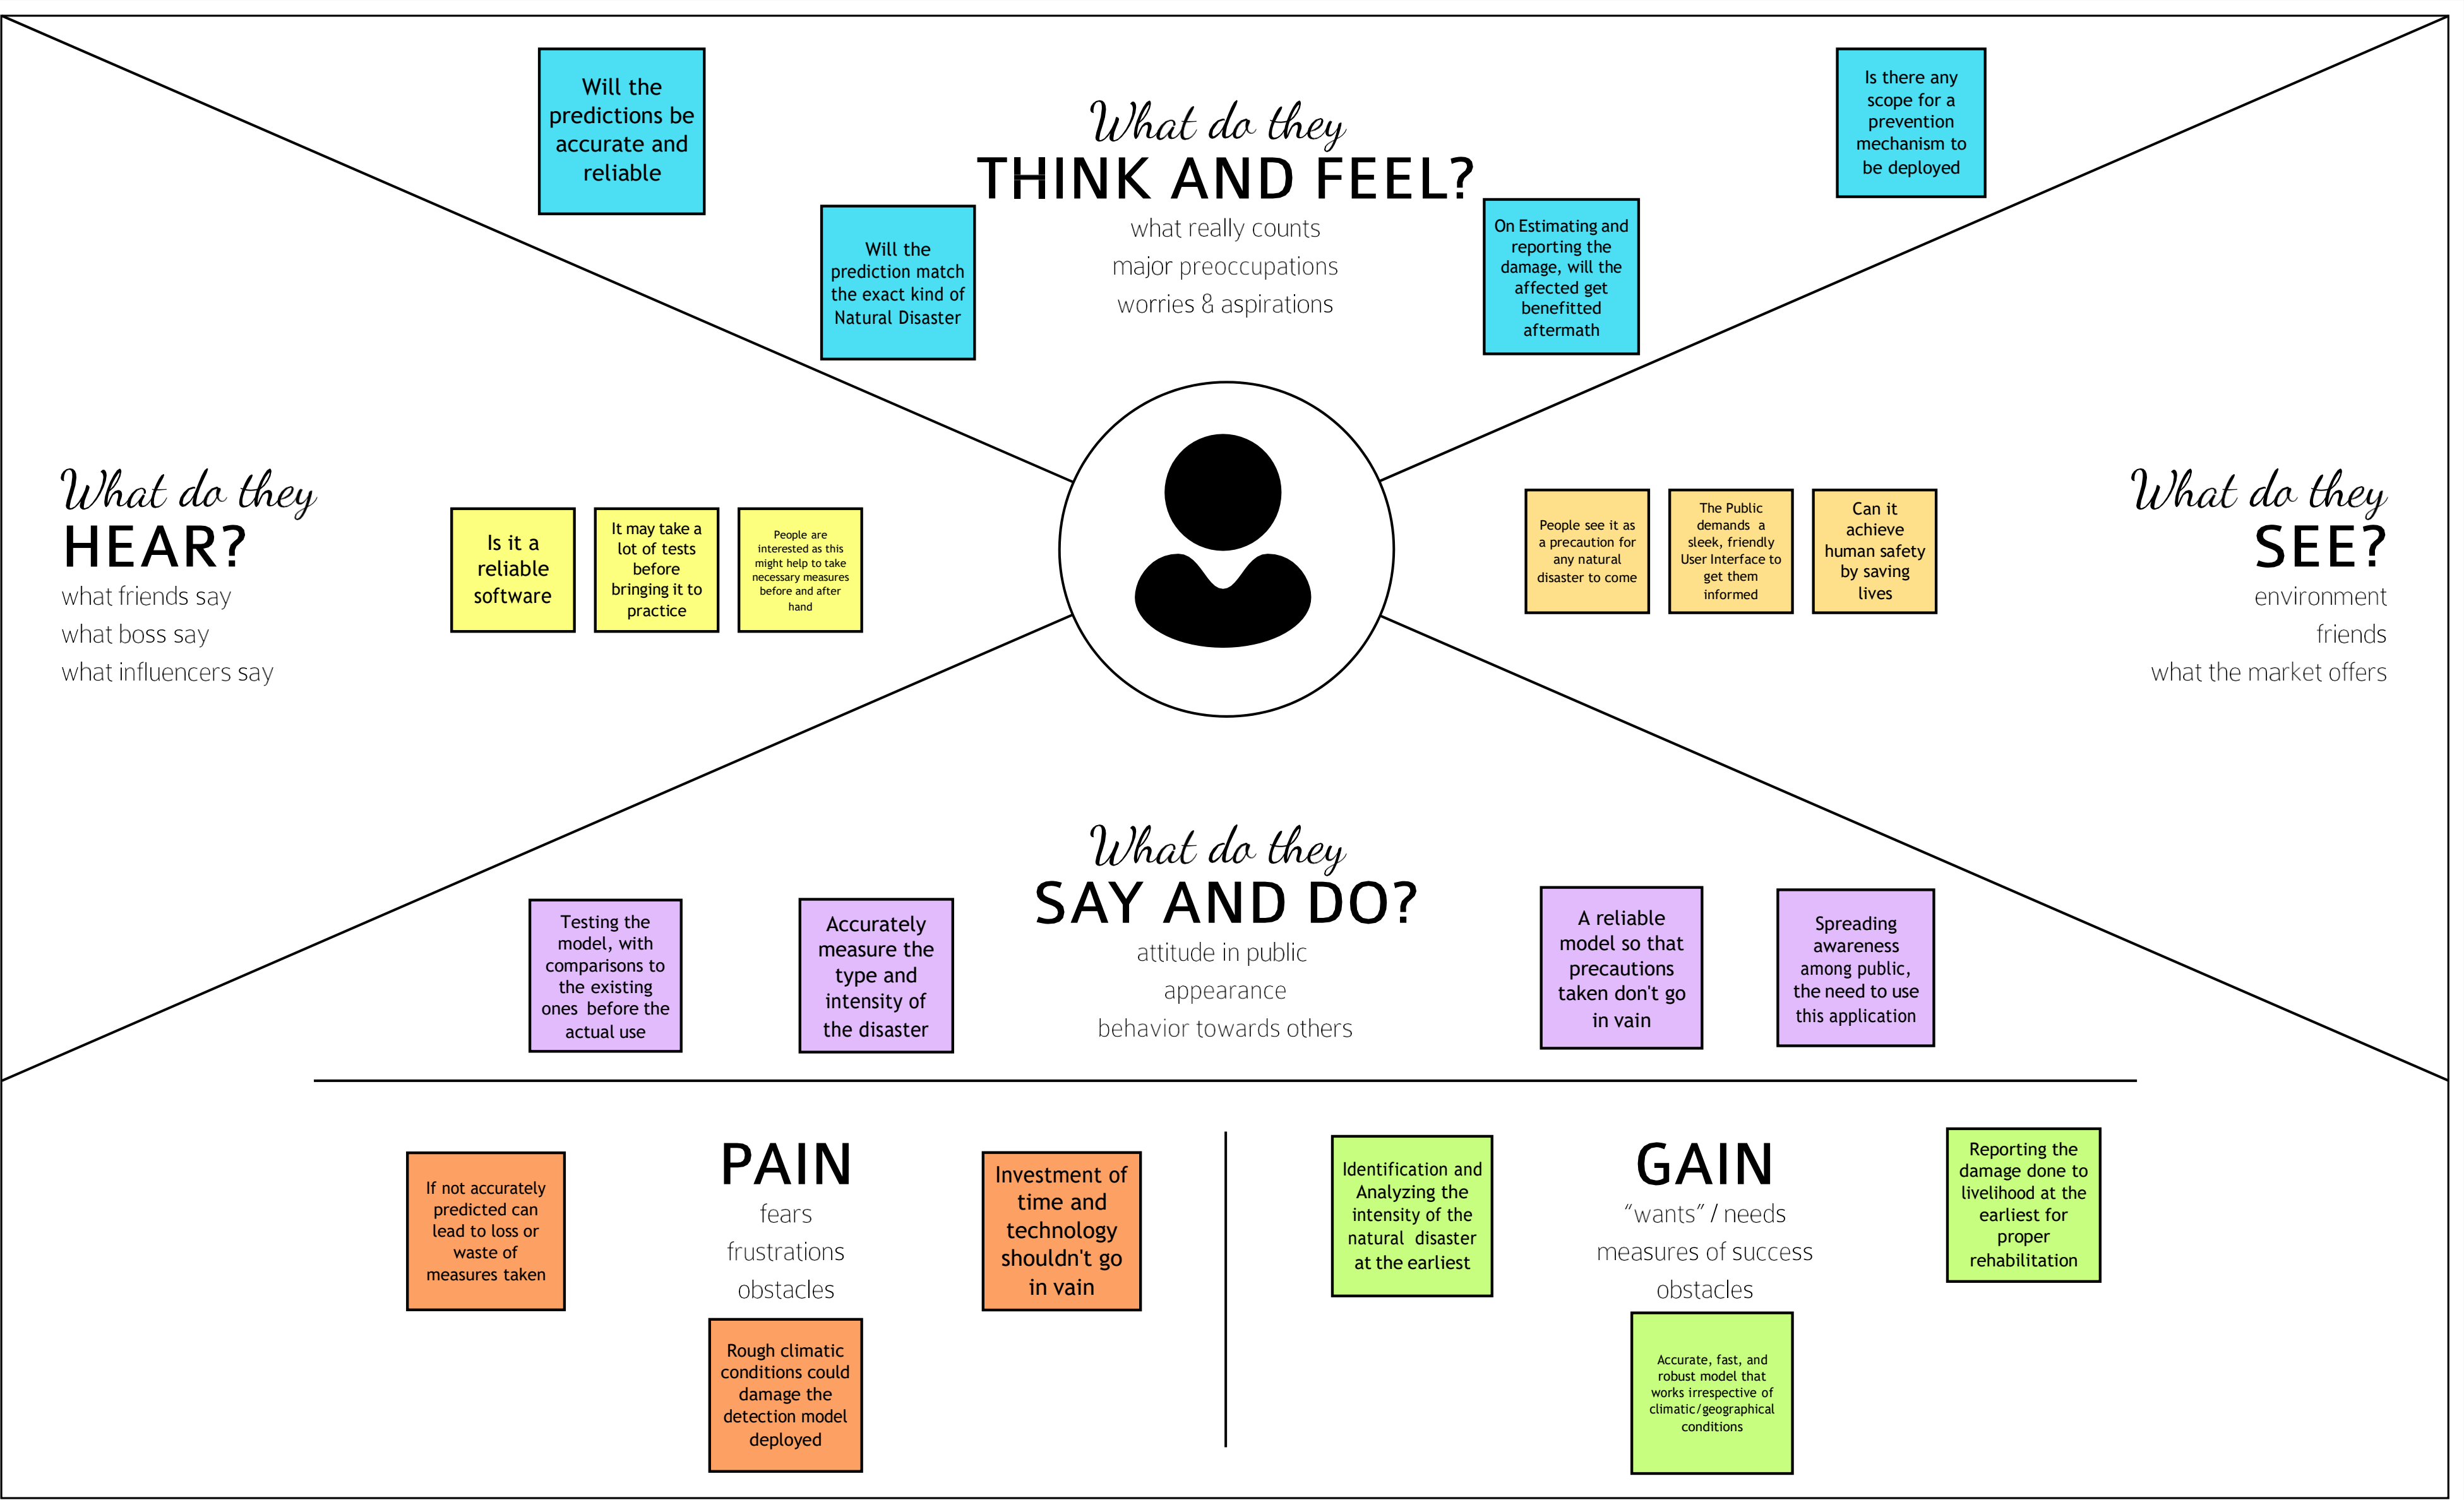 Will the
predictions be
accurate and
reliable
What do they
THINK AND FEEL?
what really counts
major preoccupations
worries & aspirations
Will the
prediction match
the exact kind of
Natural Disaster
On Estimating and
reporting the
damage, will the
affected get
benefitted
aftermath
Is there any
scope for a
prevention
mechanism to
be deployed
What do they
HEAR?
what friends say
what boss say
what influencers say
Is it a
reliable
software
It may take a
lot of tests
before
bringing it to
practice
People are
interested as this
might help to take
necessary measures
before and after
hand
People see it as
a precaution for
any natural
disaster to come
The Public
demands a
sleek, friendly
User Interface to
get them
informed
Can it
achieve
human safety
by saving
lives
What do they
SEE?
environment
friends
what the market offers
What do they
SAY AND DO?
attitude in public
appearance
behavior towards others
Testing the
model, with
comparisons to
the existing
ones before the
actual use
Accurately
measure the
type and
intensity of
the disaster
A reliable
model so that
precautions
taken don't go
in vain
Spreading
awareness
among public,
the need to use
this application
PAIN
fears
frustrations
obstacles
If not accurately
predicted can
lead to loss or
waste of
measures taken
Rough climatic
conditions could
damage the
detection model
deployed
Investment of
time and
technology
shouldn't go
in vain
GAIN
“wants” / needs
measures of success
obstacles
Identification and
Analyzing the
intensity of the
natural disaster
at the earliest
Accurate, fast, and
robust model that
works irrespective of
climatic/geographical
conditions
Reporting the
damage done to
livelihood at the
earliest for
proper
rehabilitation